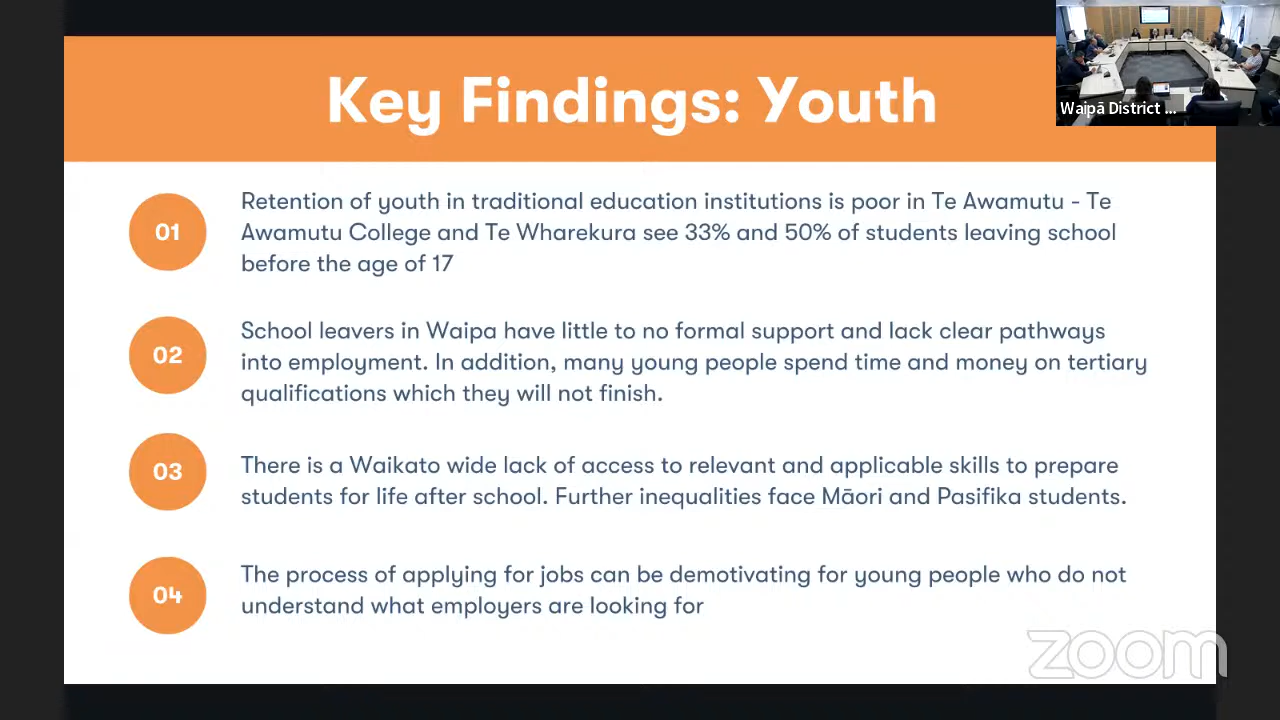 Key Findings: Youth
Waipā District ...
01
Retention of youth in traditional education institutions is poor in Te Awamutu - Te
Awamutu College and Te Wharekura see 33% and 50% of students leaving school
before the age of 17
02
School leavers in Waipa have little to no formal support and lack clear pathways
into employment. In addition, many young people spend time and money on tertiary
qualifications which they will not finish.
03
There is a Waikato wide lack of access to relevant and applicable skills to prepare
students for life after school. Further inequalities face Māori and Pasifika students.
04
The process of applying for jobs can be demotivating for young people who do not
understand what employers are looking for
zoom